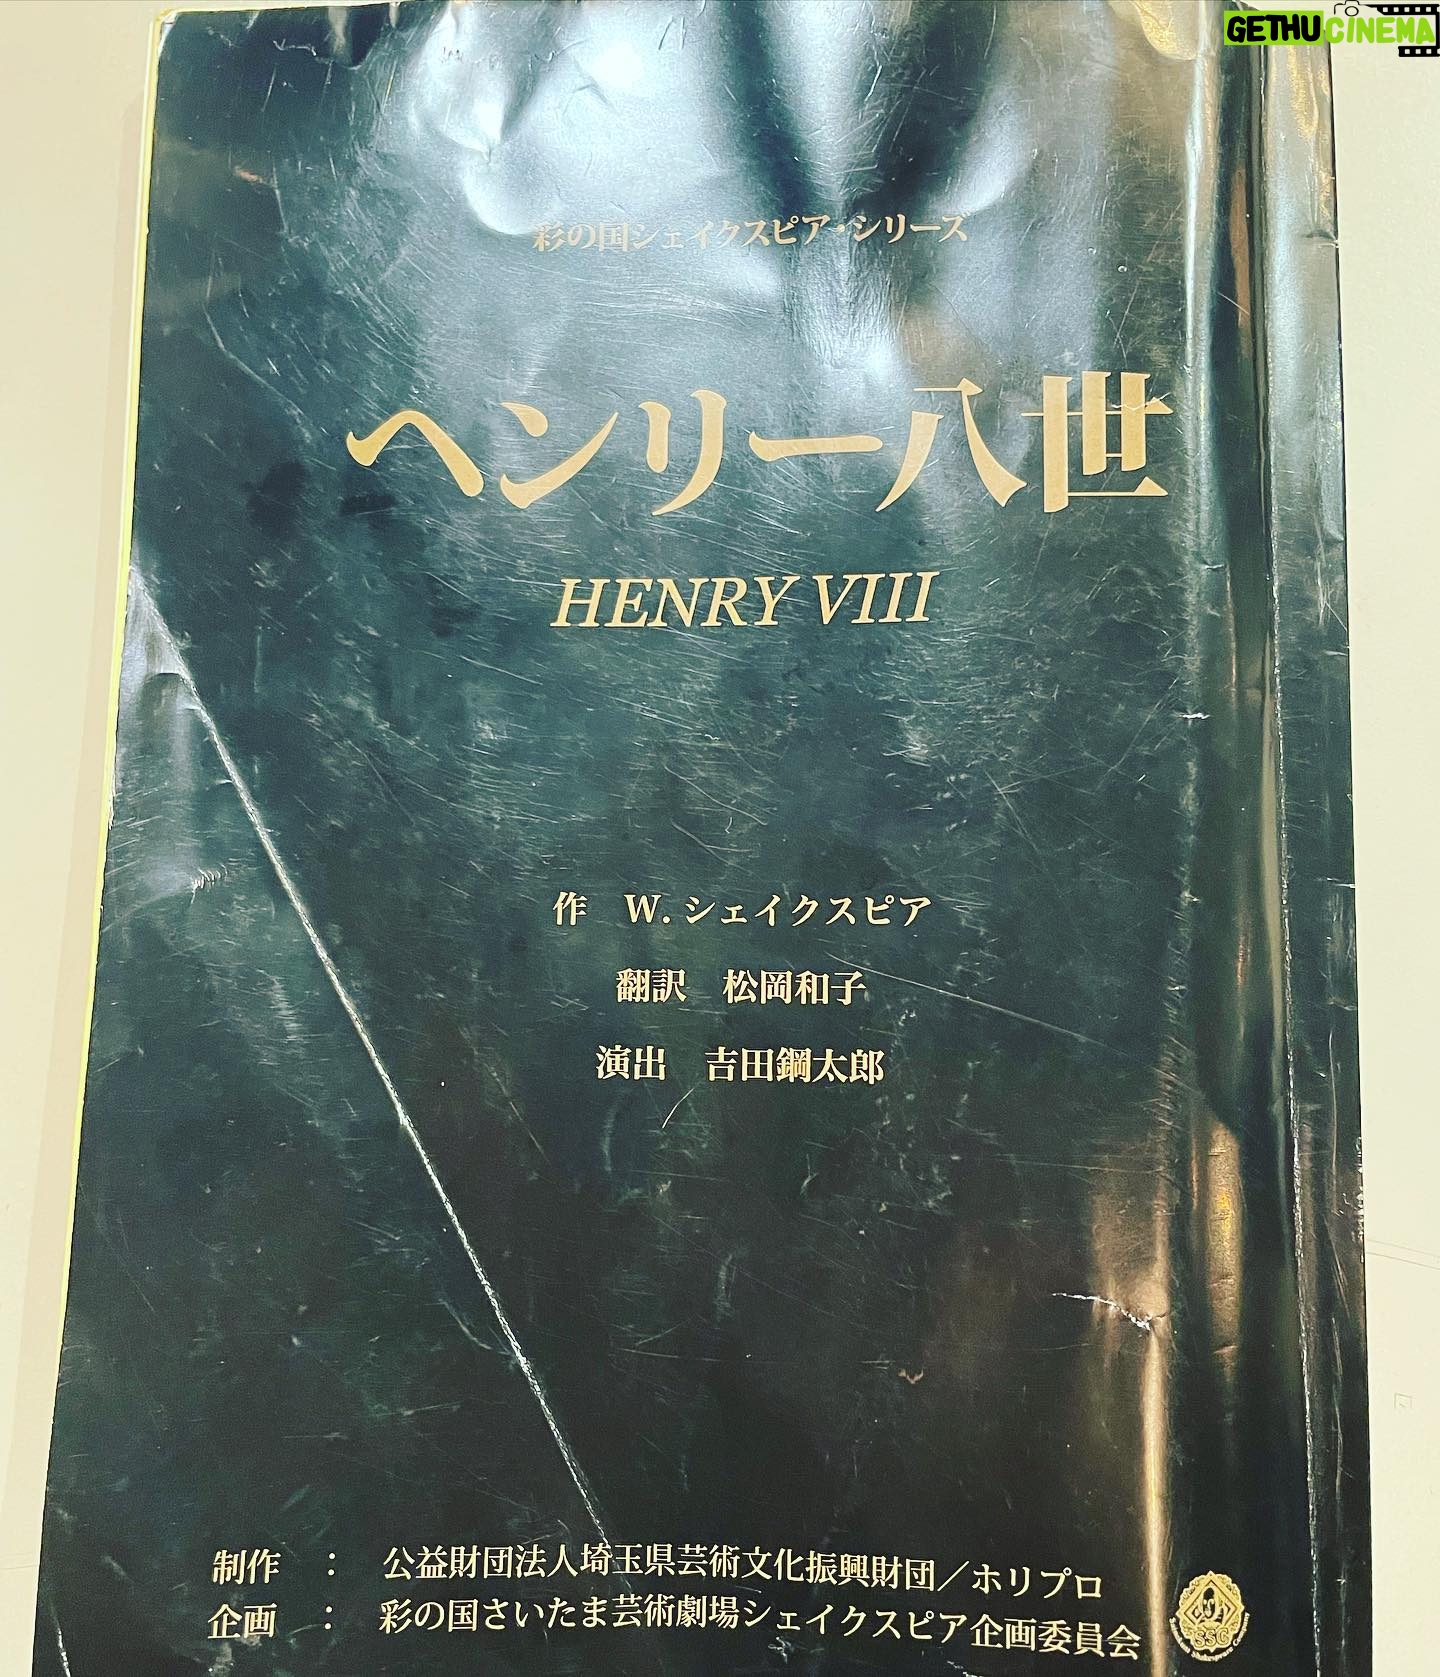 GETHU CINEMA
彩の国シェイクスピア・シリーズ
ヘンリー八世
HENRY VIII
作 W. シェイクスピア
翻訳 松岡和子
演出 吉田鋼太郎
制作 : 公益財団法人埼玉県芸術文化振興財団／ホリプロ
企画 : 彩の国さいたま芸術劇場シェイクスピア企画委員会
SSC